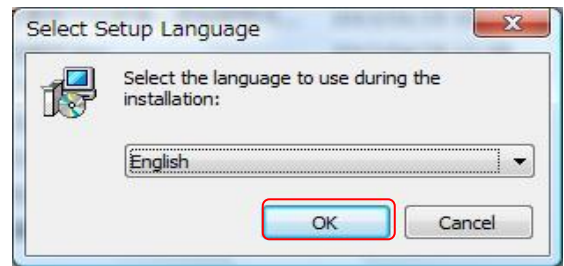 Select Setup Language
Select the language to use during the
installation:
English
OK
Cancel